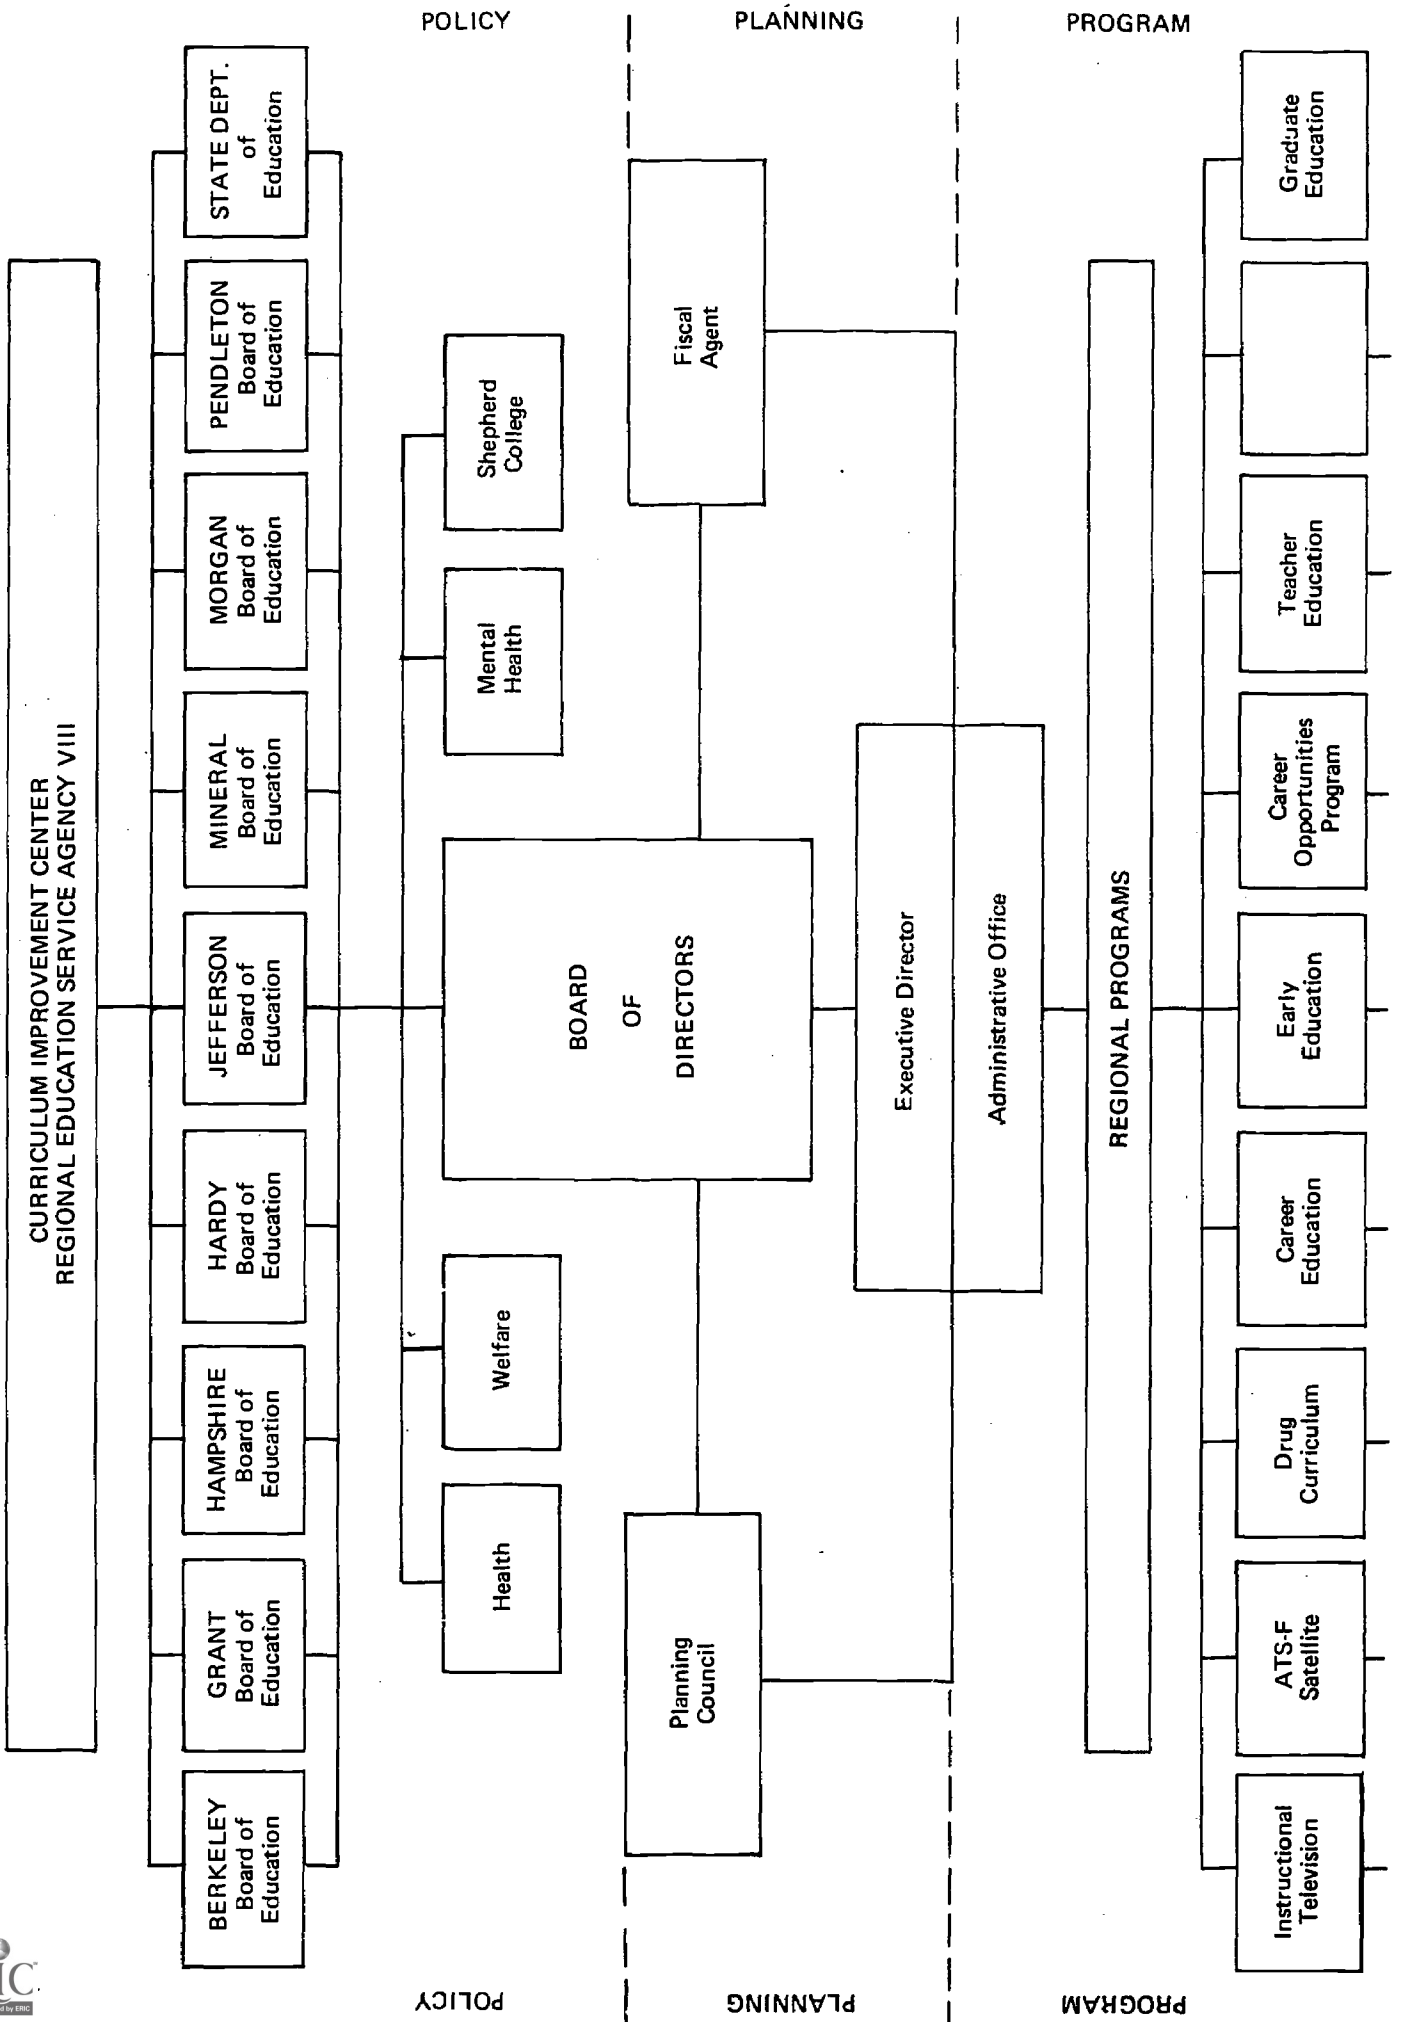 CURRICULUM IMPROVEMENT CENTER
REGIONAL EDUCATION SERVICE AGENCY VIII
BERKELEY
Board of
Education
GRANT
Board of
Education
HAMPSHIRE
Board of
Education
HARDY
Board of
Education
JEFFERSON
Board of
Education
MINERAL
Board of
Education
MORGAN
Board of
Education
PENDLETON
Board of
Education
STATE DEPT.
of
Education
POLICY
POLICY
Health
Welfare
Mental
Health
Shepherd
College
BOARD
OF
DIRECTORS
PLANNING
PLANNING
Planning
Council
Fiscal
Agent
Executive Director
Administrative Office
PROGRAM
PROGRAM
REGIONAL PROGRAMS
Instructional
Television
ATS-F
Satellite
Drug
Curriculum
Career
Education
Early
Education
Career
Opportunities
Program
Teacher
Education
Graduate
Education